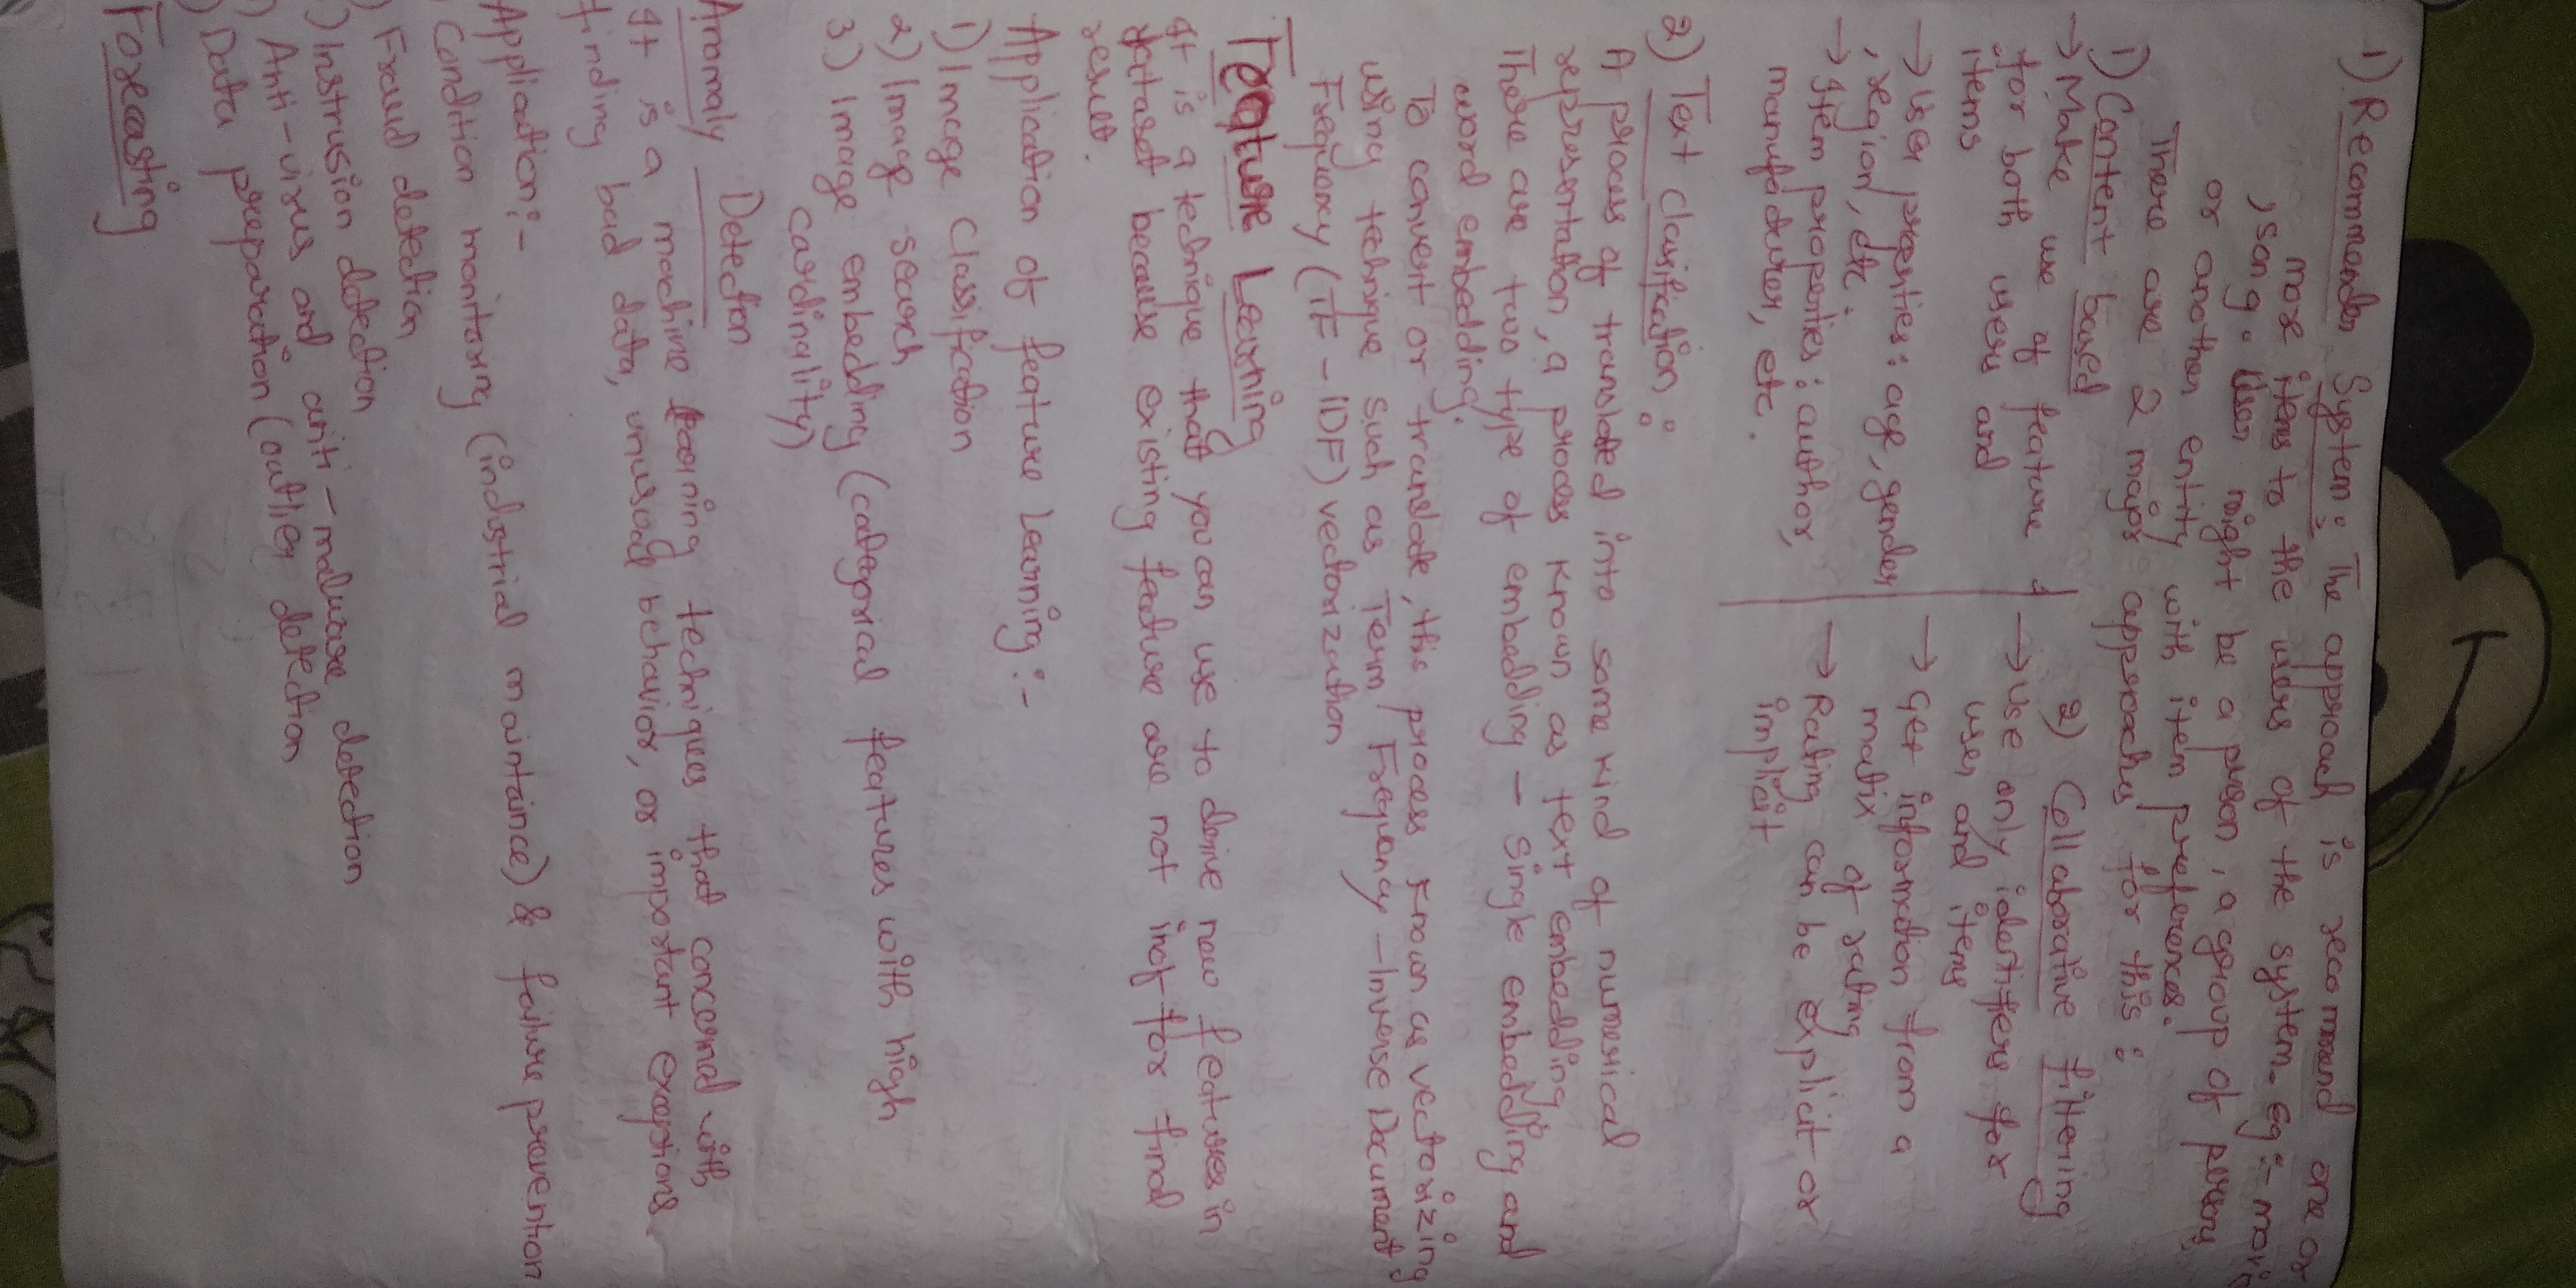 1) Recommender System: The approach is recommend one or
more items to the users of the system. eg:- movie
, song. User might be a person, a group of persons
or another entity with item preferences.
There are 2 major approaches for this :
1) Content based
→ Make use of feature
for both users and
items
→ User properties: age, gender
, region, etc.
→ Item properties: author,
manufacturer, etc.
2) Collaborative filtering
→ Use only identifiers for
user and items
→ Get information from a
matrix of rating
→ Rating can be explicit or
implicit
2) Text classification :
A process of translated into some kind of numerical
representation, a process known as text embedding
There are two type of embedding - single embedding and
word embedding.
To convert or translate, this process known as vectorizing
using technique such as Term Frequency - Inverse Document
Frequency (TF-IDF) vectorization
Feature Learning
It is a technique that you can use to derive new features in
dataset because existing feature are not inof for find
result.
Application of feature Learning :-
1) Image Classification
2) Image search
3) Image embedding (categorial features with high
cardinality)
Anomaly Detection
It is a machine learning techniques that concerned with
finding bad data, unusual behavior, or important exceptions.
Application:-
Condition monitoring (industrial maintaince) & failure prevention
) Fraud detection
) Instrusion detection
) Anti-virus and anti-malware detection
) Data preparation (outlier detection
Forecasting